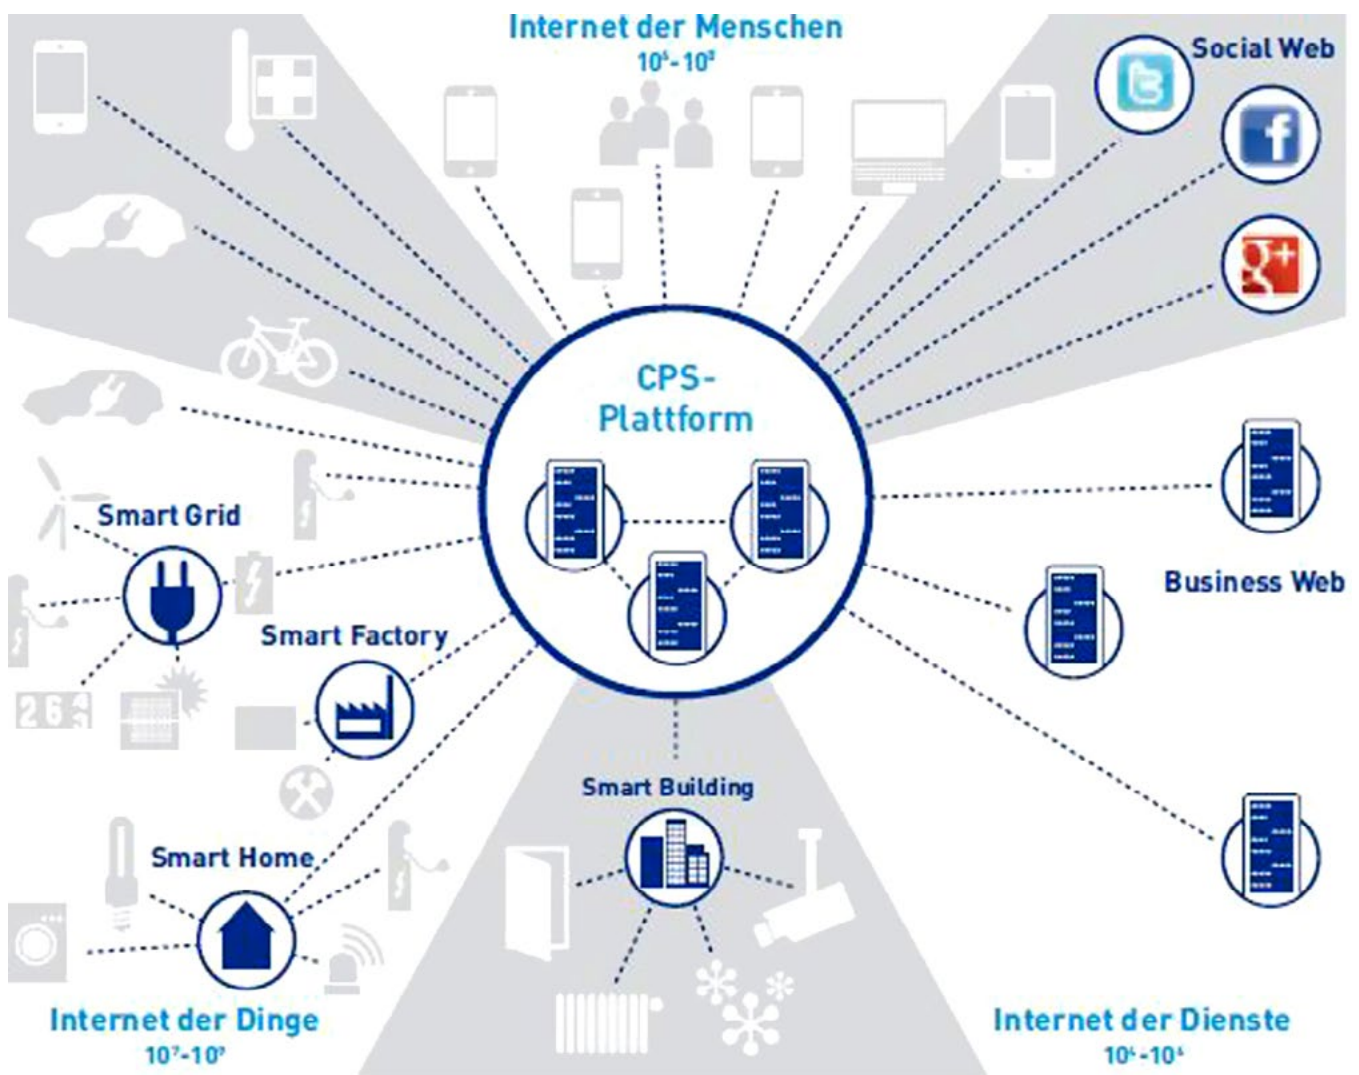 Internet der Menschen
Social Web
CPS-
Plattform
Smart Grid
Business Web
Smart Factory
Smart Building
Smart Home
Internet der Dinge
Internet der Dienste